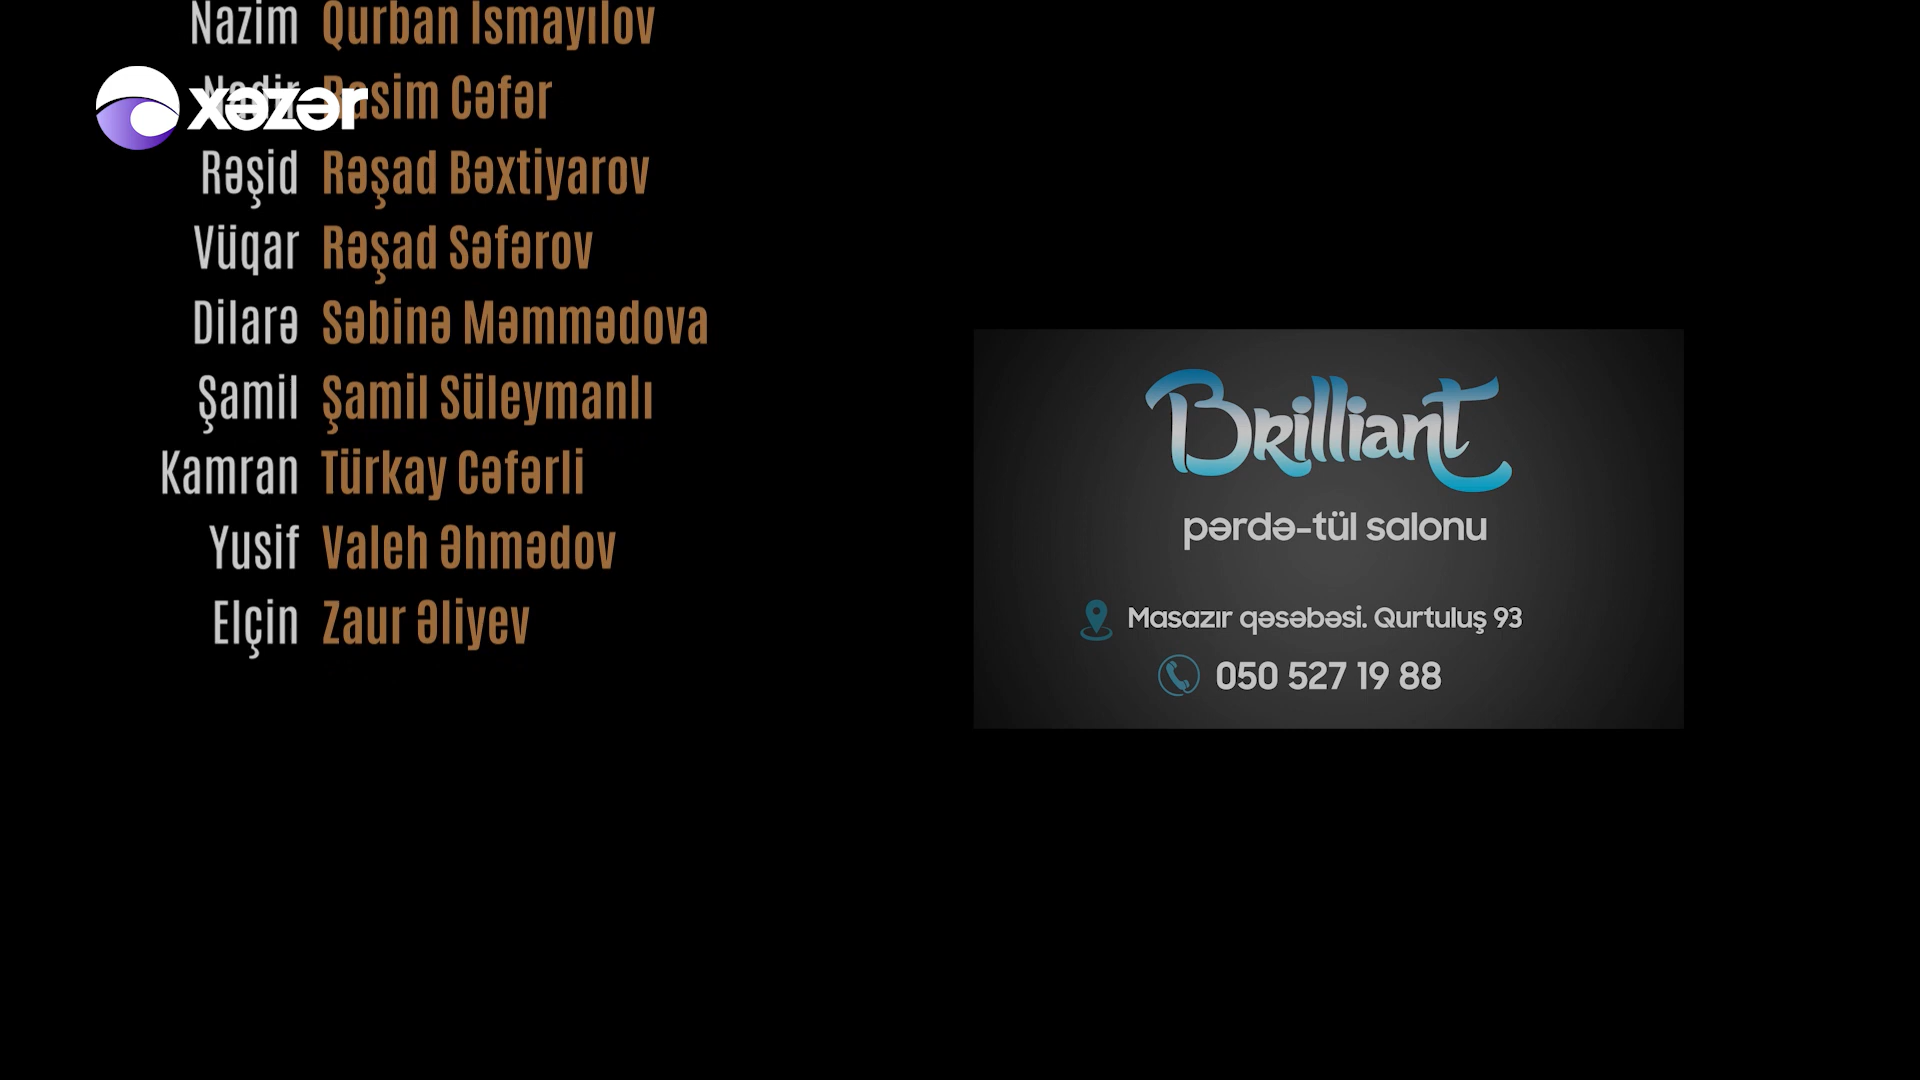 Nazim Qurban İsmayılov
xəzər
Cəfər
Rəşid Rəşad Bəxtiyarov
Vüqar Rəşad Səfərov
Dilarə Səbinə Məmmədova
Şamil Şamil Süleymanlı
Kamran Türkay Cəfərli
Yusif Valeh Əhmədov
Elçin Zaur Əliyev
Brilliant
pərdə-tül salonu
Masazır qəsəbəsi. Qurtuluş 93
050 527 19 88